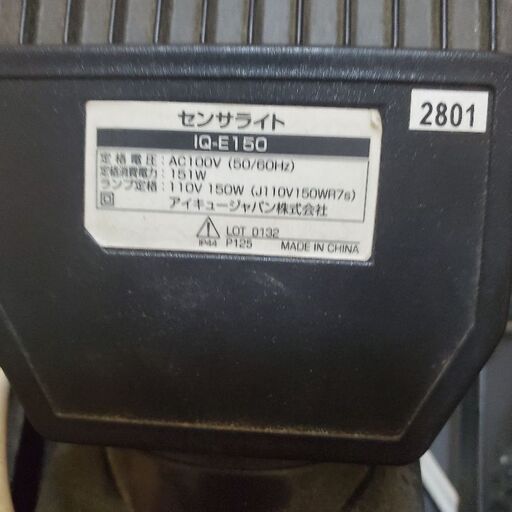 センサライト
IQ-E150
定格電圧：AC100V (50/60Hz)
定格消費電力：151W
ランプ定格：110V 150W (J110V150WR7s)
アイキュージャパン株式会社
LOT 0132
IP44 P125 MADE IN CHINA
2801